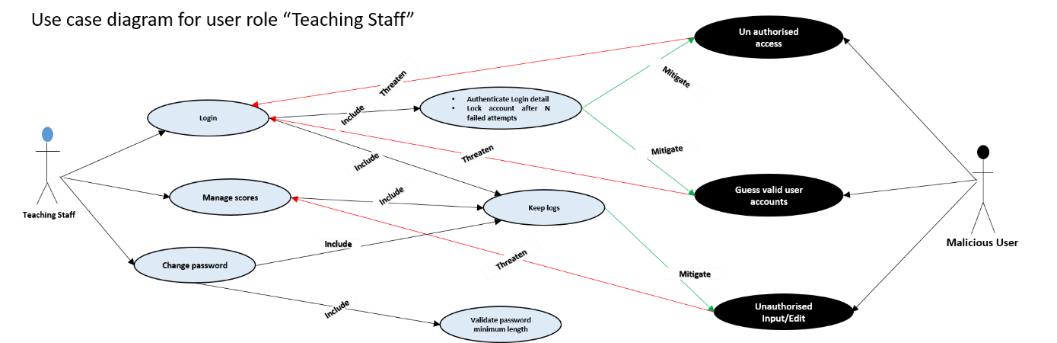 Use case diagram for user role “Teaching Staff”
Un authorised
access
Threaten
Mitigate
• Authenticate Login detail
• Lock account after N
failed attempts
Include
Login
Mitigate
Threaten
Include
Teaching Staff
Manage scores
Include
Keep logs
Guess valid user
accounts
Malicious User
Include
Change password
Threaten
Mitigate
Include
Validate password
minimum length
Unauthorised
Input/Edit